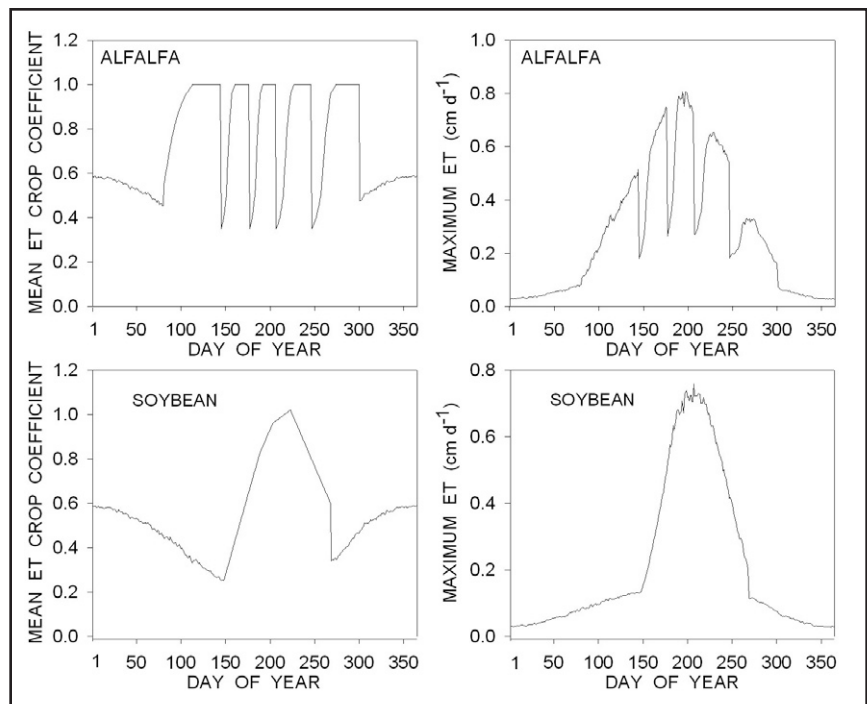 ALFALFA
MEAN ET CROP COEFFICIENT
1.2
1.0
0.8
0.6
0.4
0.2
0.0
1 50 100 150 200 250 300 350
DAY OF YEAR
ALFALFA
MAXIMUM ET (cm d⁻¹)
1.0
0.8
0.6
0.4
0.2
0.0
1 50 100 150 200 250 300 350
DAY OF YEAR
SOYBEAN
MEAN ET CROP COEFFICIENT
1.2
1.0
0.8
0.6
0.4
0.2
0.0
1 50 100 150 200 250 300 350
DAY OF YEAR
SOYBEAN
MAXIMUM ET (cm d⁻¹)
0.8
0.6
0.4
0.2
0.0
1 50 100 150 200 250 300 350
DAY OF YEAR